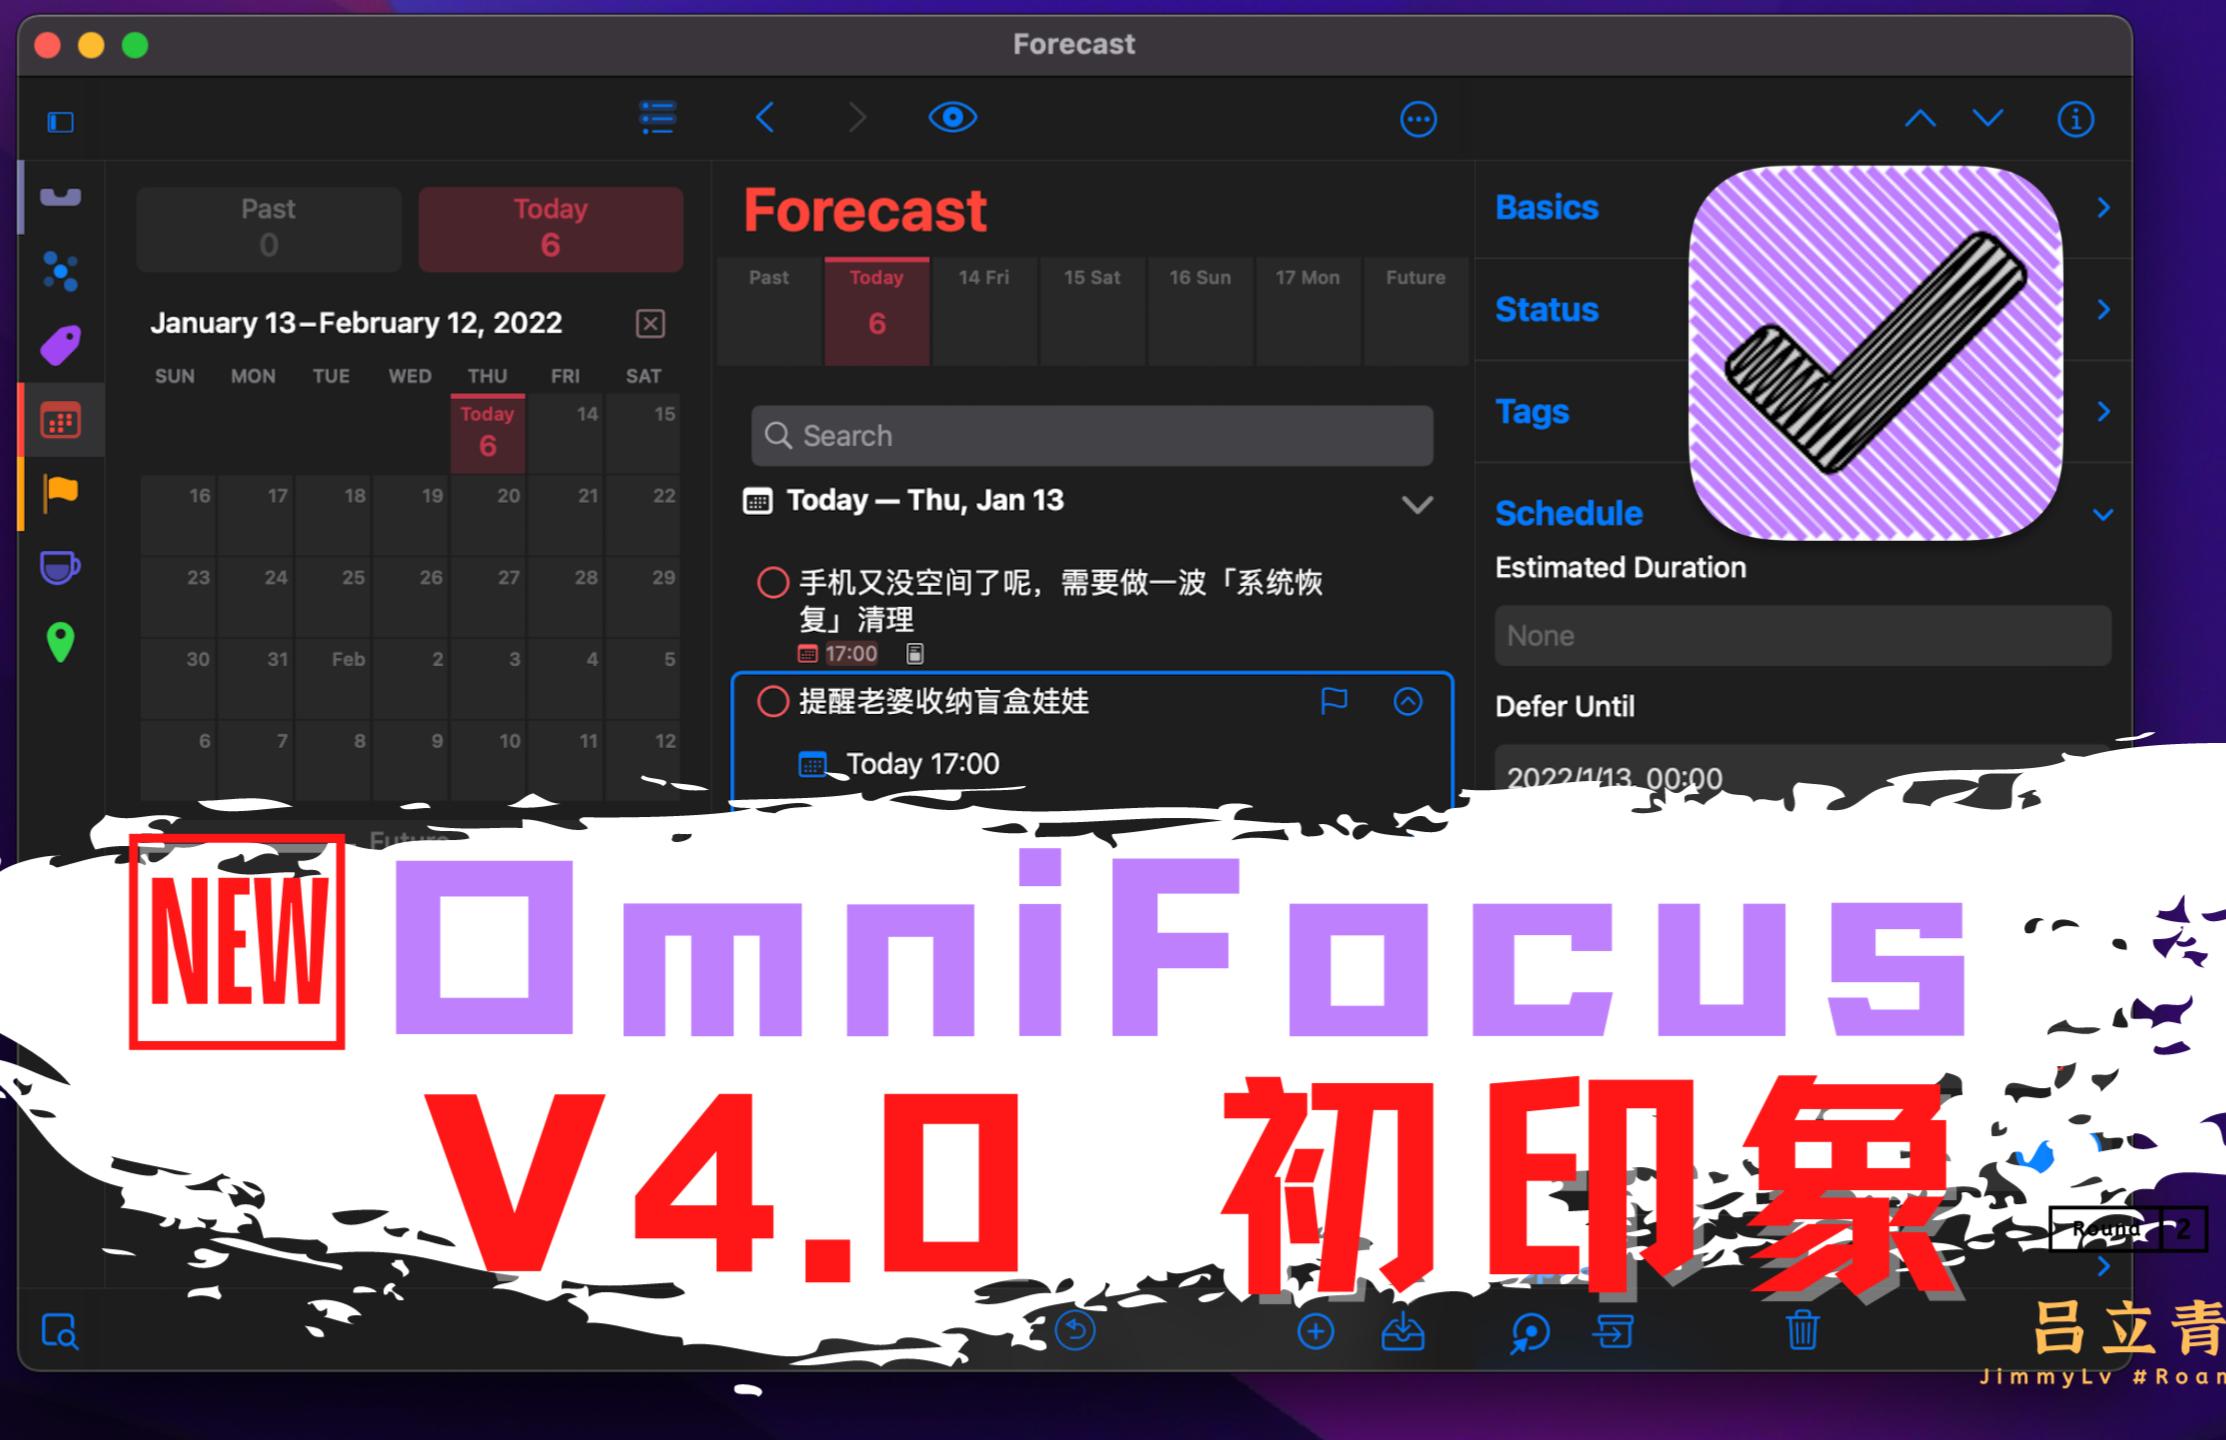 Forecast
Past
0
Today
6
January 13–February 12, 2022
SUN MON TUE WED THU FRI SAT
Today 14 15
6
16 17 18 19 20 21 22
23 24 25 26 27 28 29
30 31 Feb 2 3 4 5
6 7 8 9 10 11 12
Future
Forecast
Past Today 14 Fri 15 Sat 16 Sun 17 Mon Future
6
Search
Today — Thu, Jan 13
手机又没空间了呢，需要做一波「系统恢
复」清理
17:00
提醒老婆收纳盲盒娃娃
Today 17:00
Basics
Status
Tags
Schedule
Estimated Duration
None
Defer Until
2022/1/13, 00:00
NEW OmniFocus
V4.0 初印象
Round 2
吕立青
JimmyLv #Roam